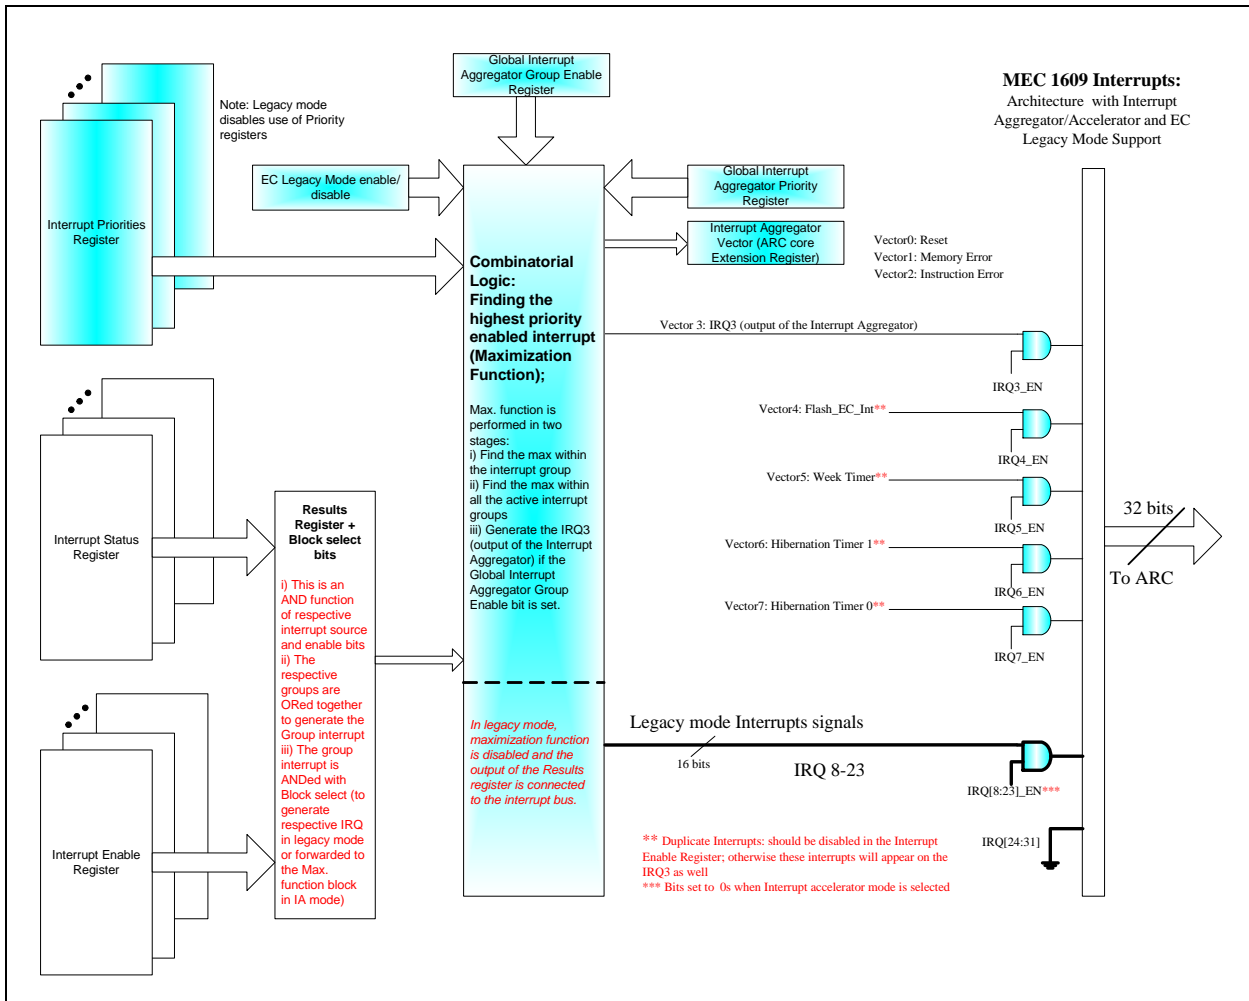 Global Interrupt
Aggregator Group Enable
Register
MEC 1609 Interrupts:
Architecture with Interrupt
Aggregator/Accelerator and EC
Legacy Mode Support
Note: Legacy mode
disables use of Priority
registers
EC Legacy Mode enable/
disable
Global Interrupt
Aggregator Priority
Register
Interrupt Priorities
Register
Interrupt Aggregator
Vector (ARC core
Extension Register)
Vector0: Reset
Vector1: Memory Error
Vector2: Instruction Error
Combinatorial
Logic:
Finding the
highest priority
enabled interrupt
(Maximization
Function);
Max. function is
performed in two
stages:
i) Find the max within
the interrupt group
ii) Find the max within
all the active interrupt
groups
iii) Generate the IRQ3
(output of the Interrupt
Aggregator) if the
Global Interrupt
Aggregator Group
Enable bit is set.
Vector 3: IRQ3 (output of the Interrupt Aggregator)
IRQ3_EN
Vector4: Flash_EC_Int**
IRQ4_EN
Vector5: Week Timer**
IRQ5_EN
Vector6: Hibernation Timer 1**
IRQ6_EN
Vector7: Hibernation Timer 0**
IRQ7_EN
32 bits
To ARC
Interrupt Status
Register
Results
Register +
Block select
bits
i) This is an
AND function
of respective
interrupt source
and enable bits
ii) The
respective
groups are
ORed together
to generate the
Group interrupt
iii) The group
interrupt is
ANDed with
Block select (to
generate
respective IRQ
in legacy mode
or forwarded to
the Max.
function block
in IA mode)
Interrupt Enable
Register
In legacy mode,
maximization function
is disabled and the
output of the Results
register is connected
to the interrupt bus.
Legacy mode Interrupts signals
16 bits
IRQ 8-23
IRQ[8:23]_EN***
IRQ[24:31]
** Duplicate Interrupts: should be disabled in the Interrupt
Enable Register; otherwise these interrupts will appear on the
IRQ3 as well
*** Bits set to 0s when Interrupt accelerator mode is selected